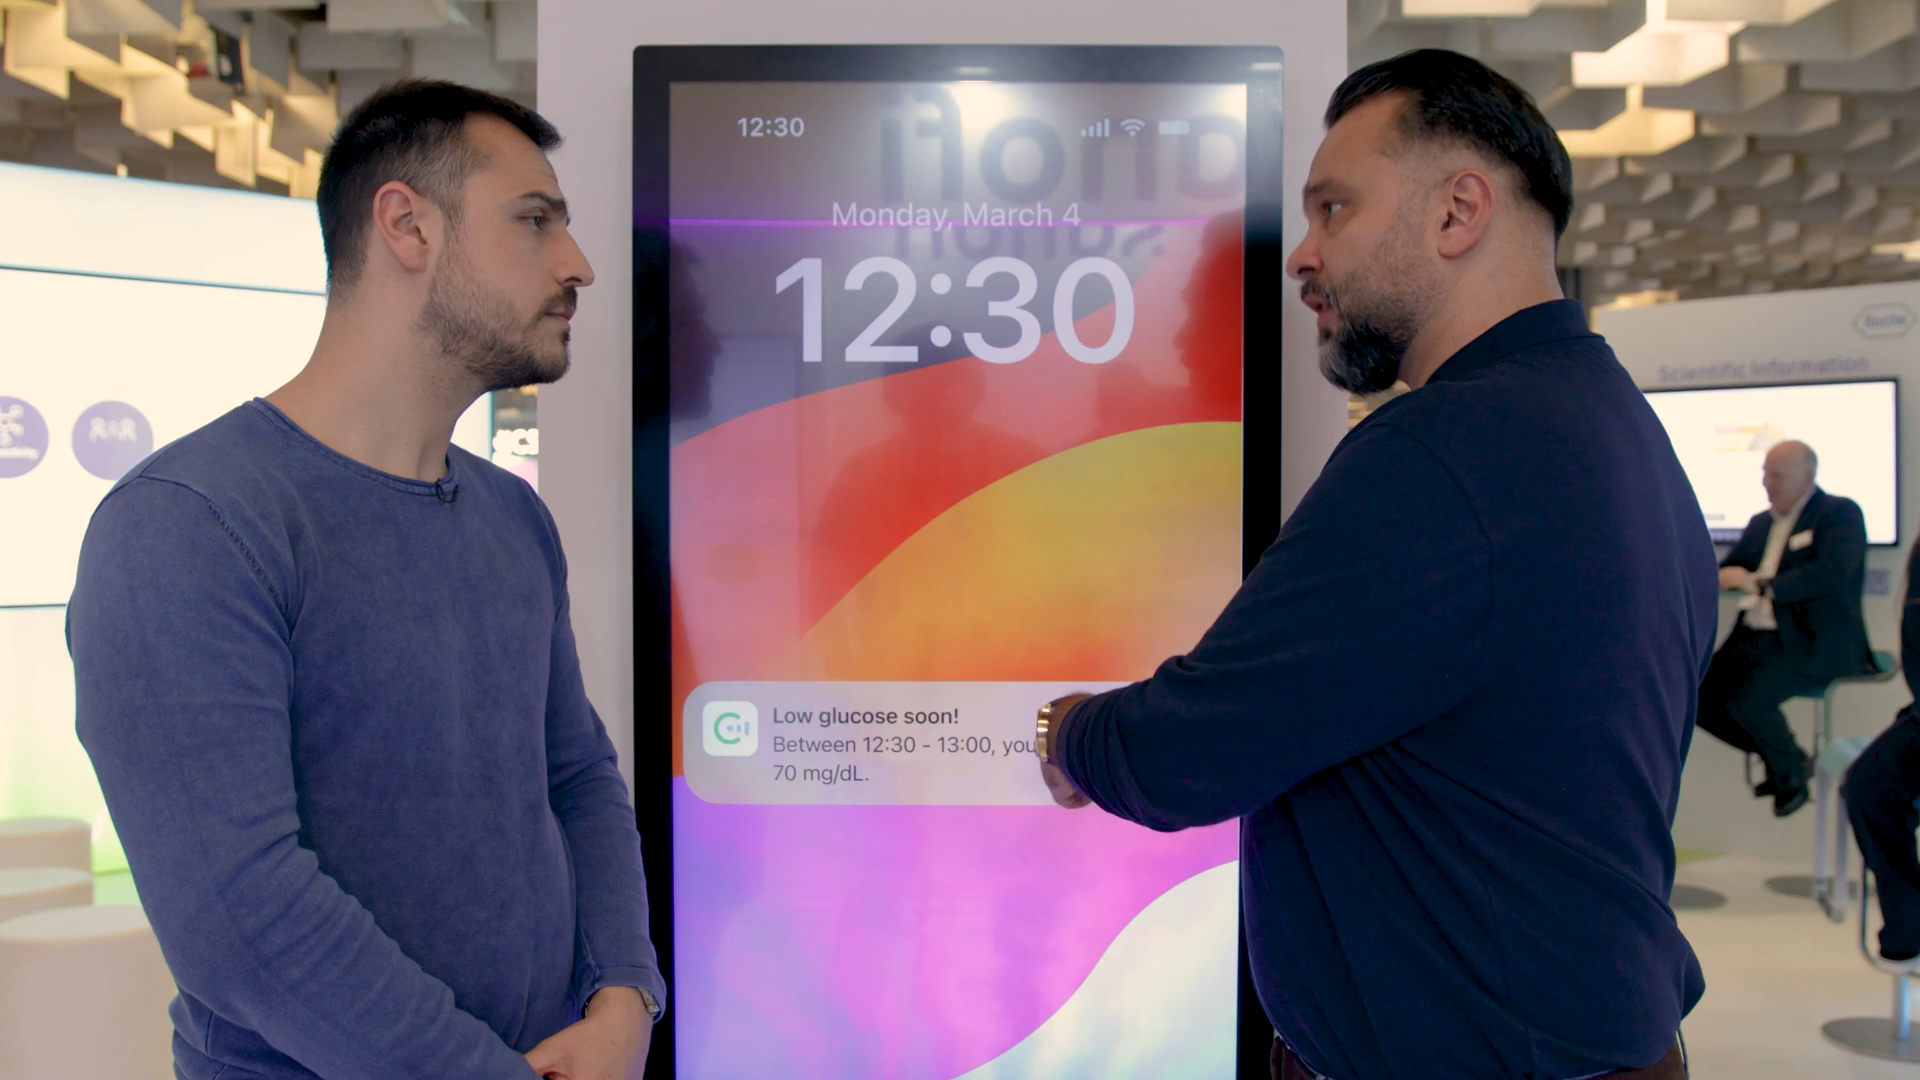 12:30
Monday, March 4
12:30
Low glucose soon!
Between 12:30 - 13:00, you
70 mg/dL.
Roche
Scientific Information